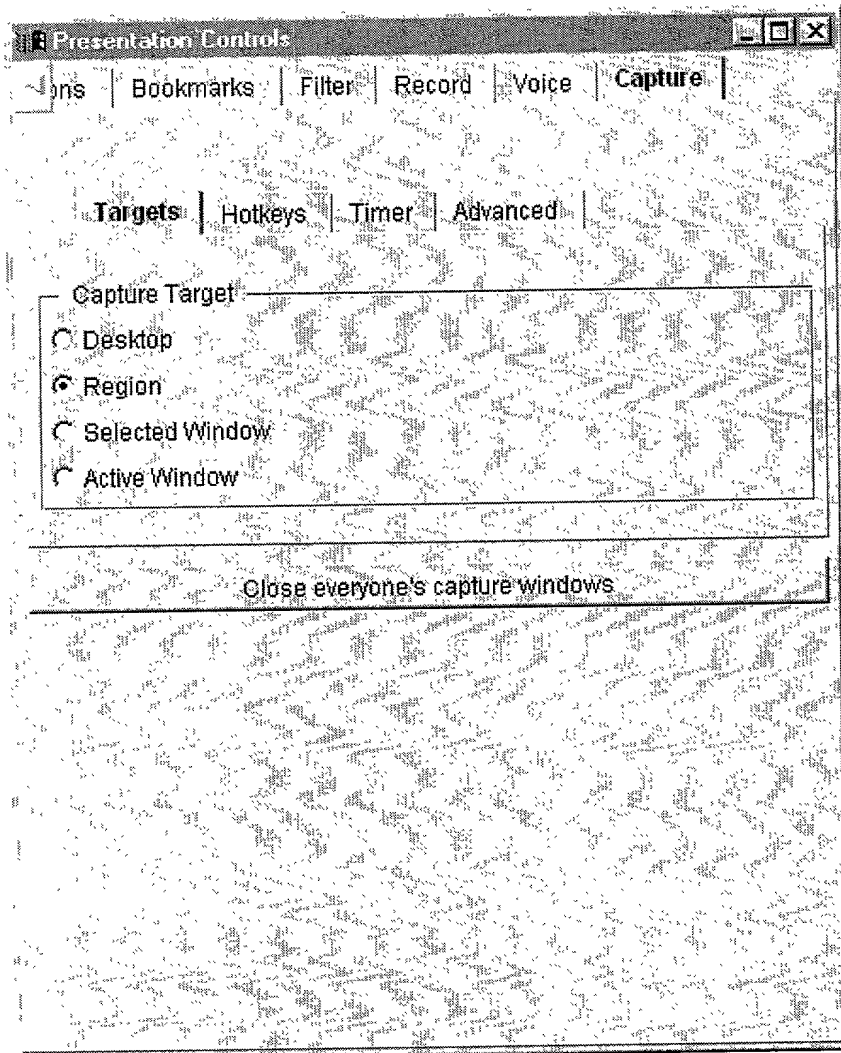 Presentation Controls
ons Bookmarks Filter Record Voice Capture
Targets Hotkeys Timer Advanced
Capture Target
Desktop
Region
Selected Window
Active Window
Close everyone's capture windows